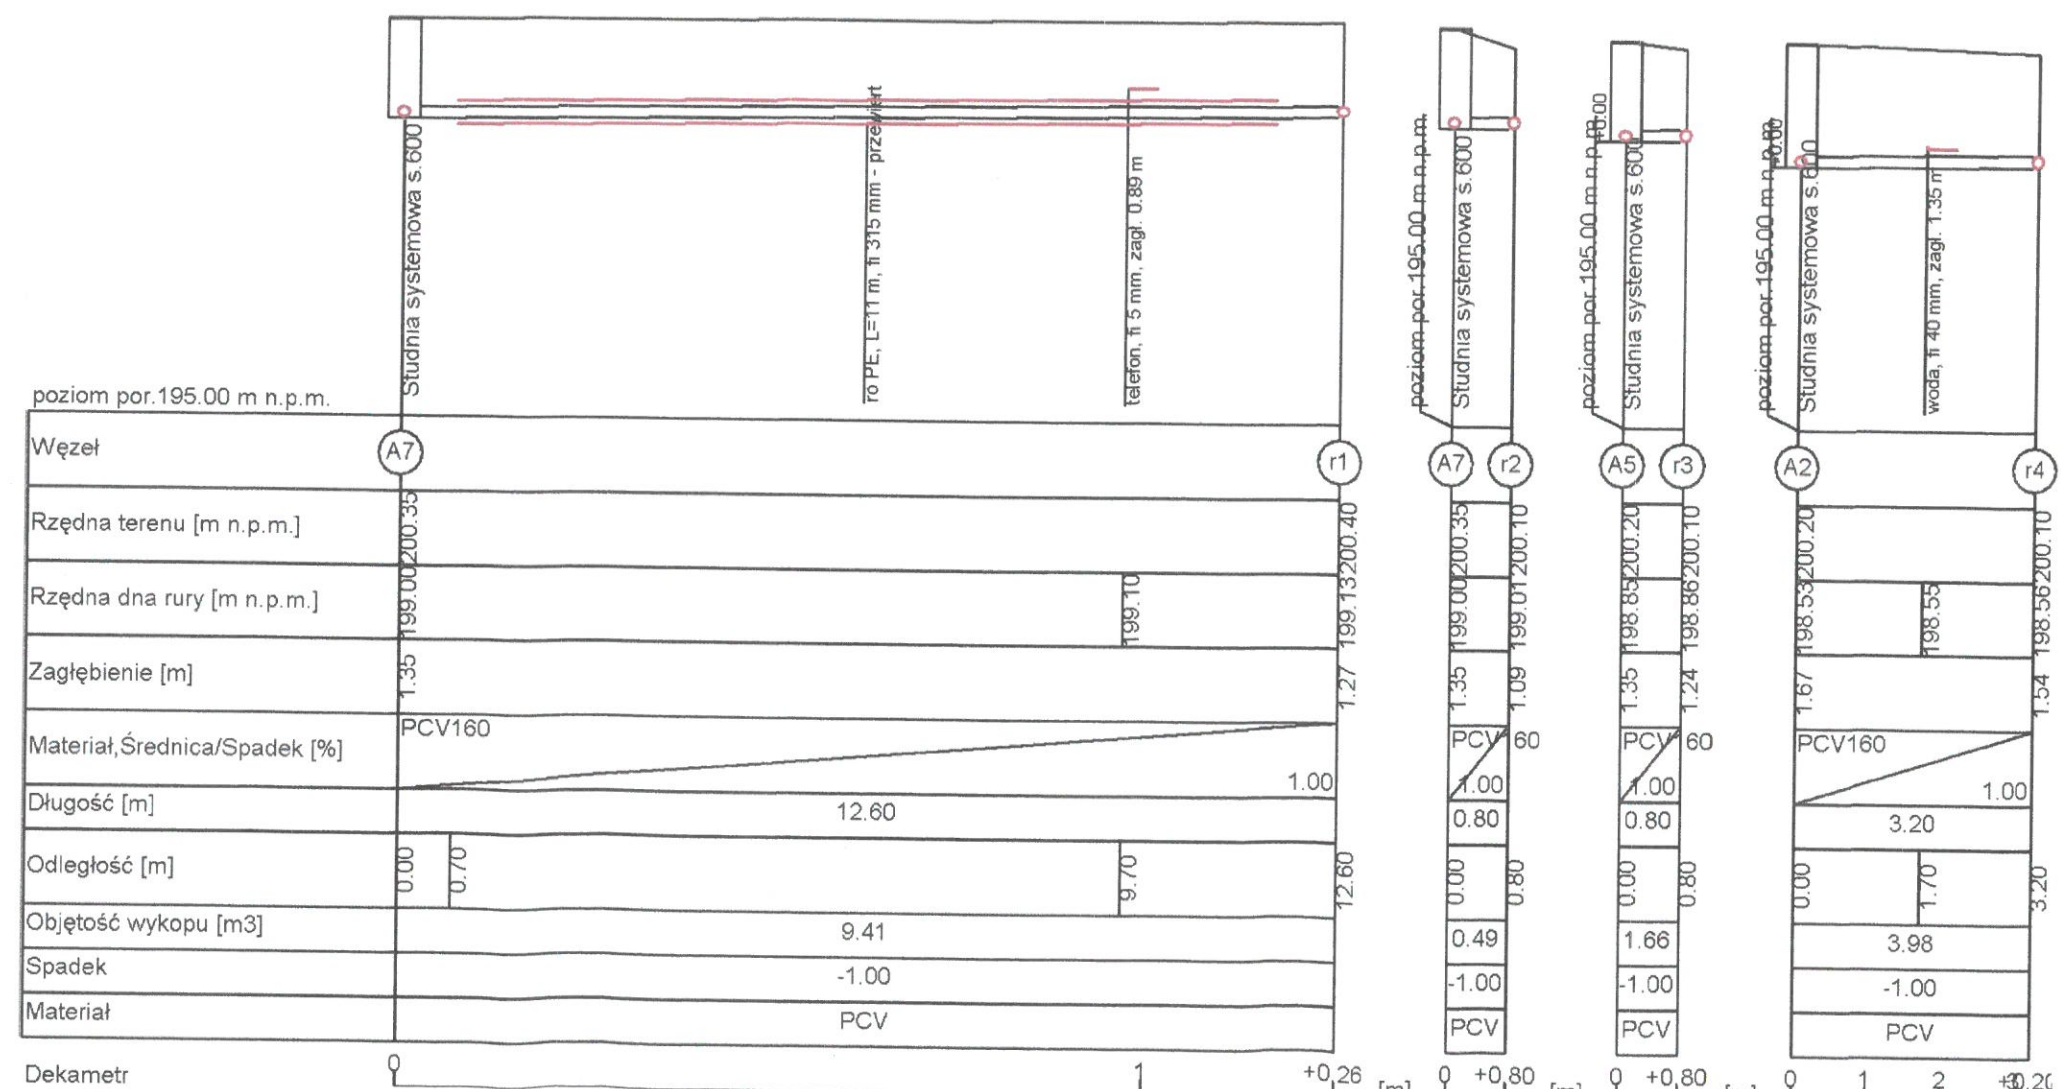 poziom por.195.00 m n.p.m.
Studnia systemowa s.600
ro PE, L=11 m, fi 315 mm - przewiert
telefon, fi 5 mm, zagł. 0.89 m
poziom por.195.00 m n.p.m.
Studnia systemowa s.600
poziom por.195.00 m n.p.m.
±0.00
Studnia systemowa s.600
poziom por.195.00 m n.p.m.
±0.00
Studnia systemowa s.600
woda, fi 40 mm, zagł. 1.35 m
Węzeł A7 r1 A7 r2 A5 r3 A2 r4
Rzędna terenu [m n.p.m.] 200.35 200.40 200.35 200.10 200.20 200.10 200.20 200.10
Rzędna dna rury [m n.p.m.] 199.00 199.10 199.13 199.00 199.01 198.85 198.86 198.53 198.55 198.56
Zagłębienie [m] 1.35 1.27 1.35 1.09 1.35 1.24 1.67 1.54
Materiał,Średnica/Spadek [%] PCV160 1.00 PCV 60 1.00 PCV 60 1.00 PCV160 1.00
Długość [m] 12.60 0.80 0.80 3.20
Odległość [m] 0.00 0.70 9.70 12.60 0.00 0.80 0.00 0.80 0.00 1.70 3.20
Objętość wykopu [m3] 9.41 0.49 1.66 3.98
Spadek -1.00 -1.00 -1.00 -1.00
Materiał PCV PCV PCV PCV
Dekametr 0 1 +0,26 [m] 0 +0,80 [m] 0 +0,80 [m] 0 1 2